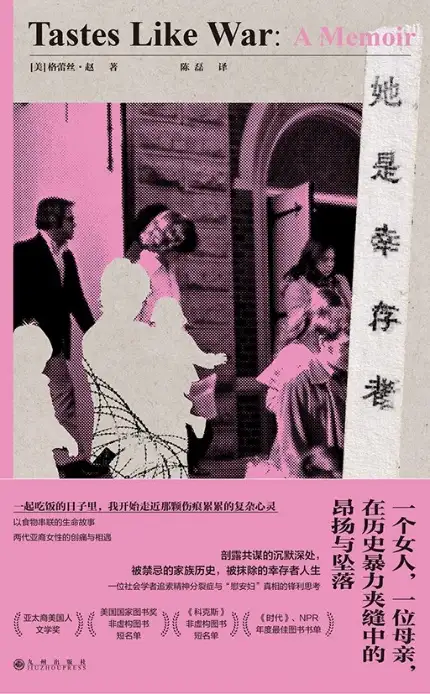 Tastes Like War: A Memoir
[美]格蕾丝·赵 著
陈磊 译
她是幸存者
一起吃饭的日子里，我开始走近那颗伤痕累累的复杂心灵
以食物串联的生命故事
两代亚裔女性的创痛与相遇
剖露共谋的沉默深处，
被禁忌的家族历史，被抹除的幸存者人生
一位社会学者追索精神分裂症与“慰安妇”真相的锋利思考
一个女人，一位母亲，
在历史暴力夹缝中的
昂扬与坠落
亚太裔美国人
文学奖
美国国家图书奖
非虚构图书
短名单
《科克斯》
非虚构图书
短名单
《时代》、NPR
年度最佳图书书单
九州出版社
JIUZHOUPRESS